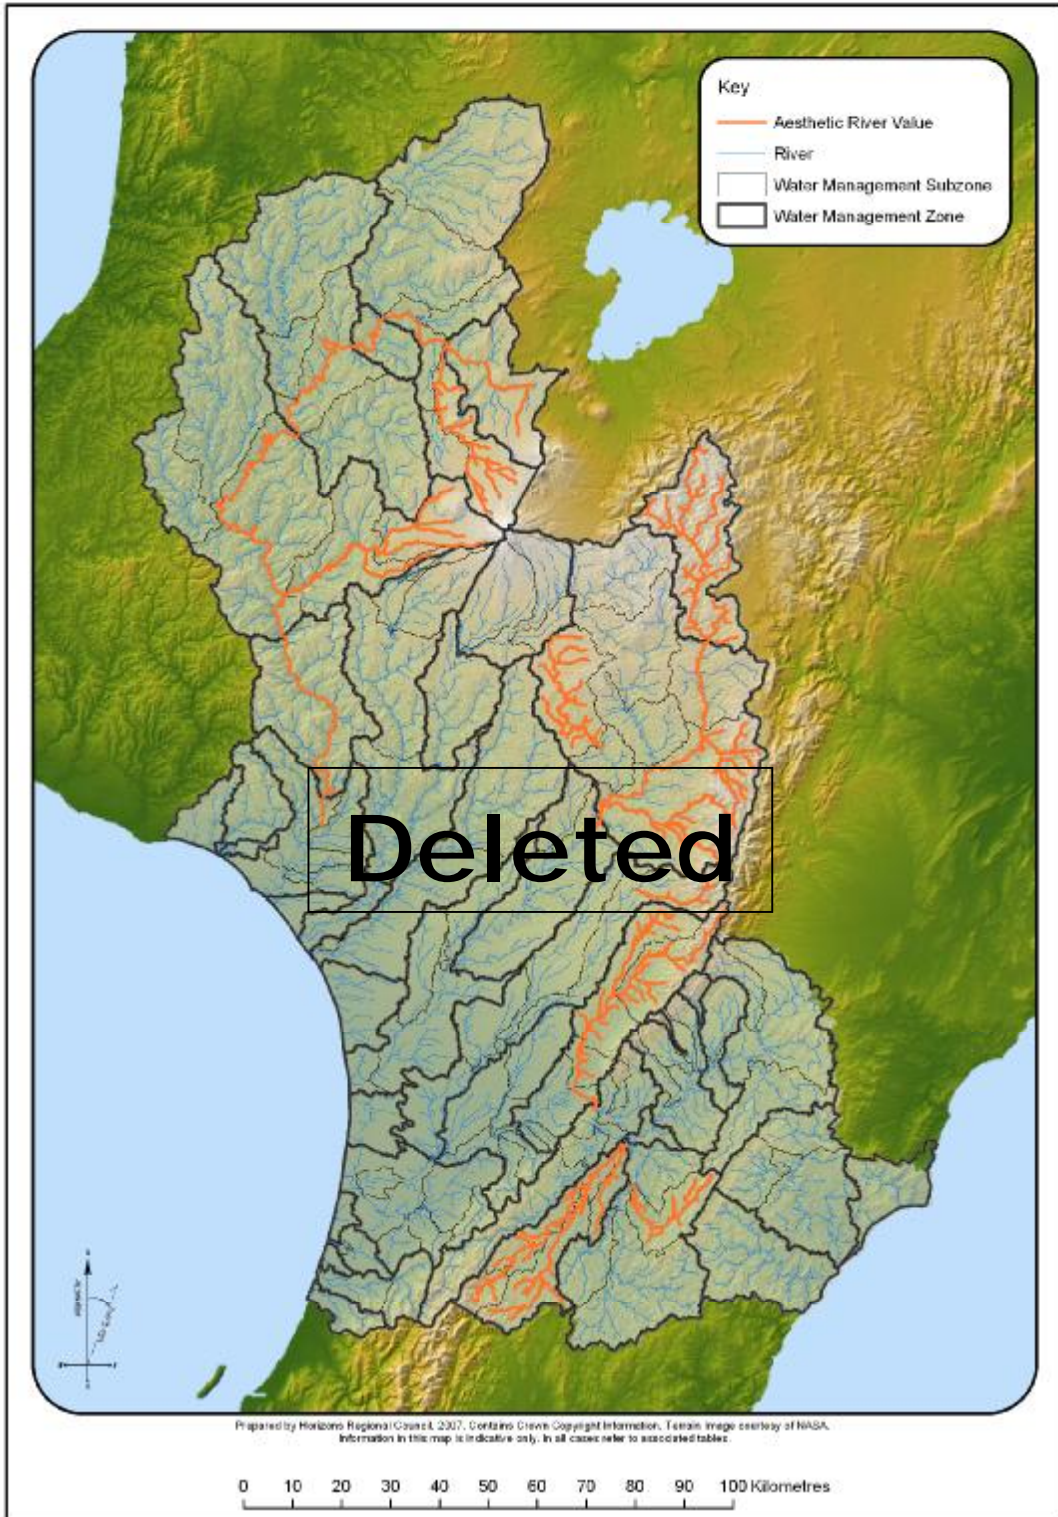 Key
Aesthetic River Value
River
Water Management Subzone
Water Management Zone
Deleted
Prepared by Horizons Regional Council, 2007. Contains Crown Copyright Information. Terrain Image courtesy of NASA.
Information in this map is indicative only. In all cases refer to associated tables.
0 10 20 30 40 50 60 70 80 90 100 Kilometres